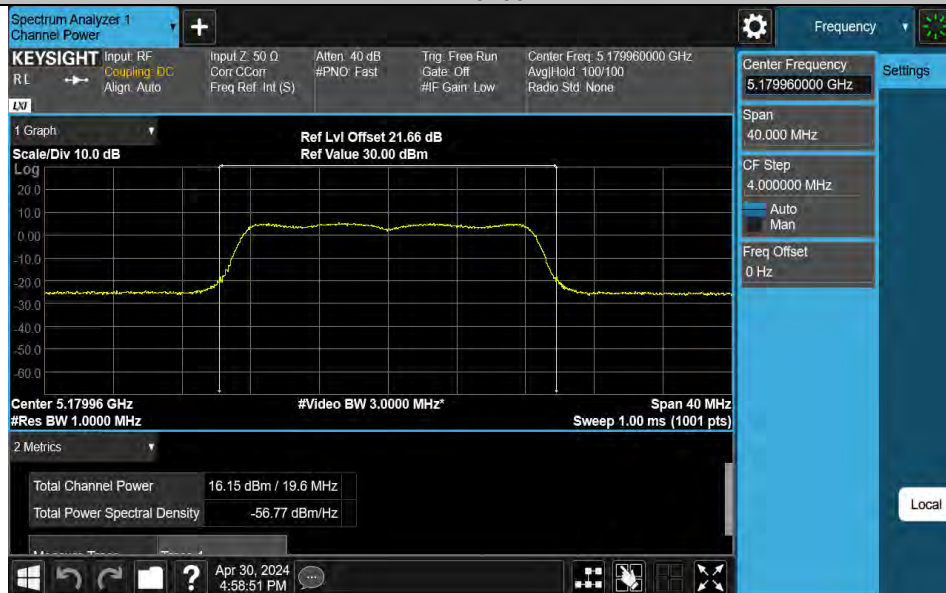 Spectrum Analyzer 1
Channel Power
+
Frequency
KEYSIGHT
RL
LXI
Input: RF
Coupling: DC
Align: Auto
Input Z: 50 Ω
Corr CCorr
Freq Ref: Int (S)
Atten: 40 dB
#PNO: Fast
Trig: Free Run
Gate: Off
#IF Gain: Low
Center Freq: 5.179960000 GHz
Avg|Hold: 100/100
Radio Std: None
Center Frequency
5.179960000 GHz
Settings
Span
40.000 MHz
CF Step
4.000000 MHz
Auto
Man
Freq Offset
0 Hz
1 Graph
Scale/Div 10.0 dB
Ref Lvl Offset 21.66 dB
Ref Value 30.00 dBm
Log
20.0
10.0
0.00
-10.0
-20.0
-30.0
-40.0
-50.0
-60.0
Center 5.17996 GHz
#Res BW 1.0000 MHz
#Video BW 3.0000 MHz*
Span 40 MHz
Sweep 1.00 ms (1001 pts)
2 Metrics
Total Channel Power 16.15 dBm / 19.6 MHz
Total Power Spectral Density -56.77 dBm/Hz
Local
?
Apr 30, 2024
4:58:51 PM